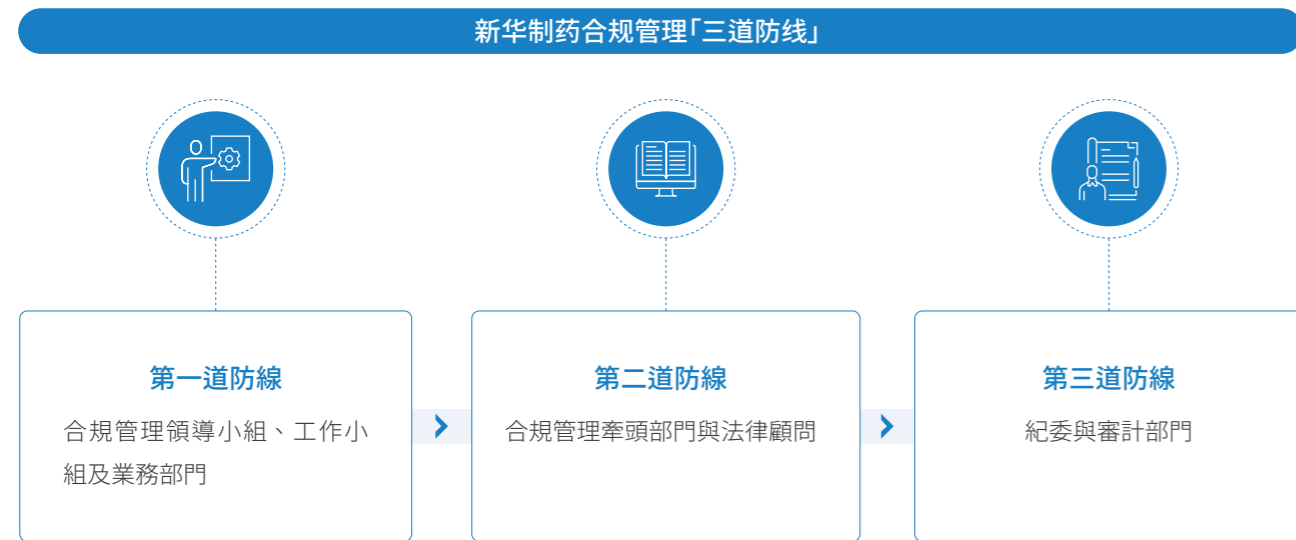 新华制药合规管理「三道防线」
第一道防線
合規管理領導小組、工作小
組及業務部門
第二道防線
合規管理牽頭部門與法律顧問
第三道防線
紀委與審計部門